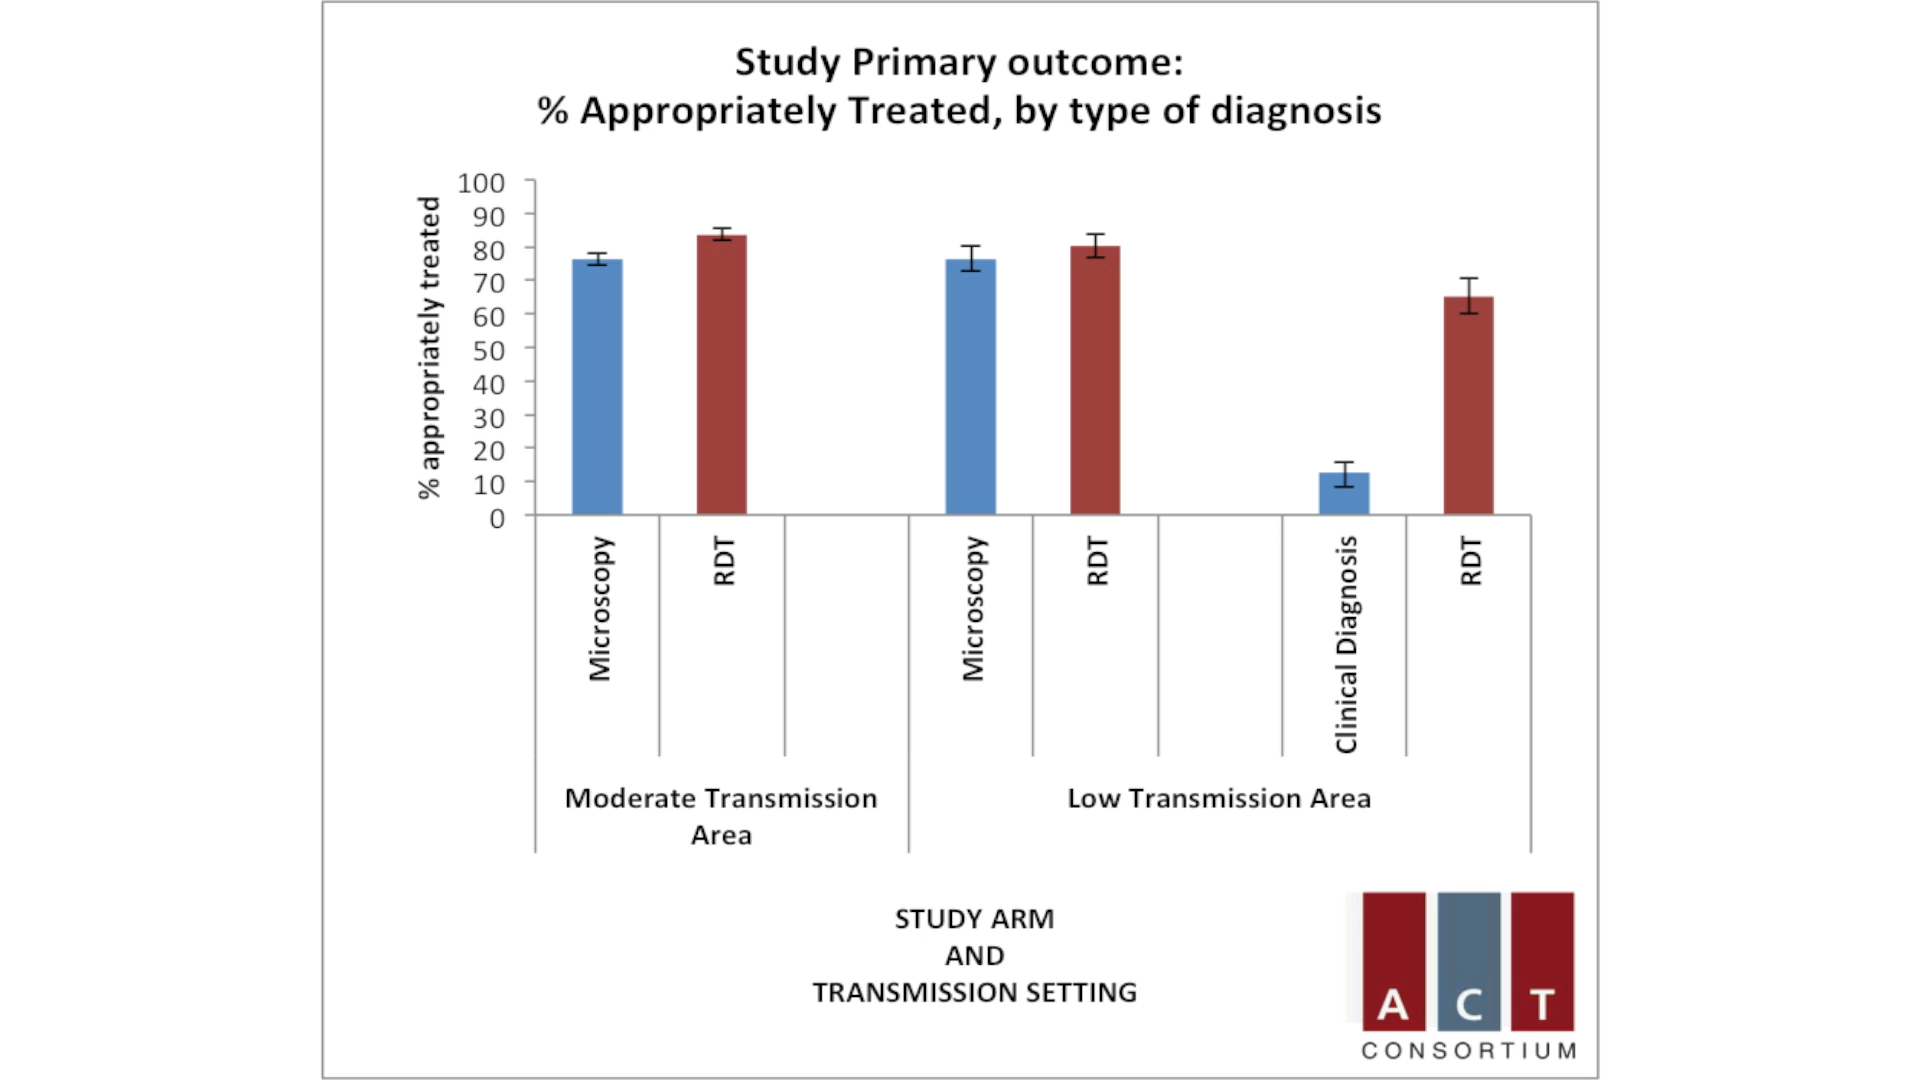 Study Primary outcome:
% Appropriately Treated, by type of diagnosis
% appropriately treated
100
90
80
70
60
50
40
30
20
10
0
Microscopy
RDT
Microscopy
RDT
Clinical Diagnosis
RDT
Moderate Transmission
Area
Low Transmission Area
STUDY ARM
AND
TRANSMISSION SETTING
A C T
CONSORTIUM